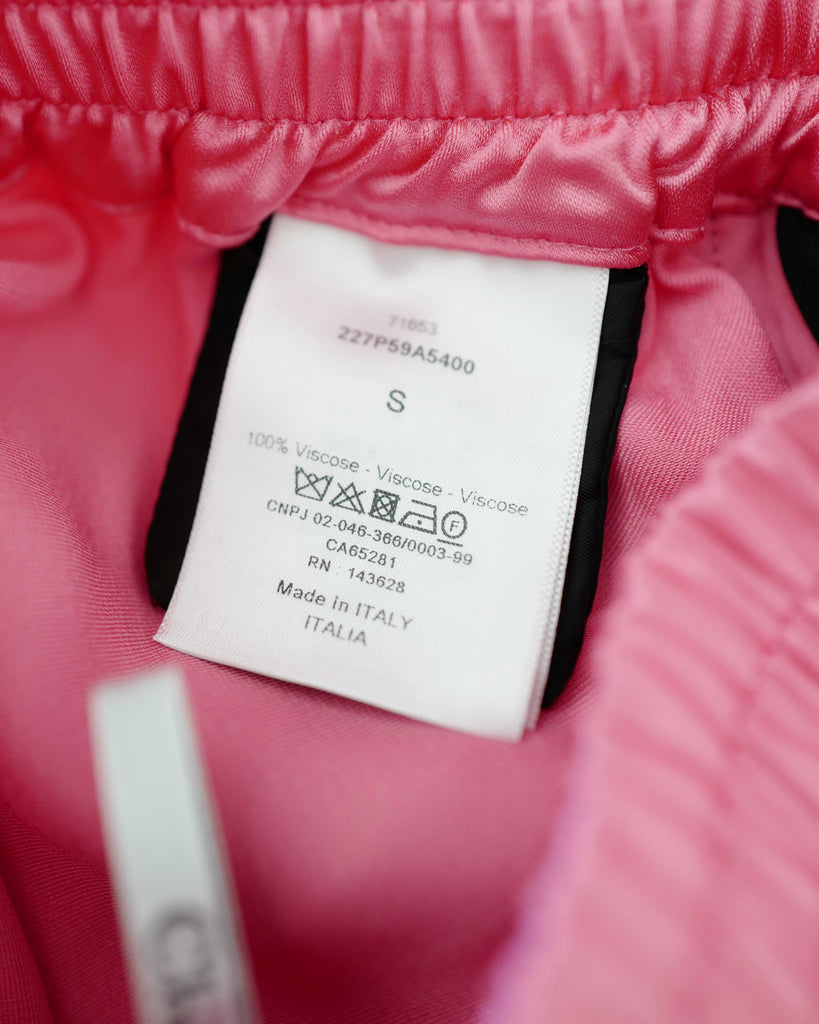 71653
227P59A5400
S
100% Viscose - Viscose - Viscose
F
CNPJ 02-046-366/0003-99
CA65281
RN : 143628
Made in ITALY
ITALIA